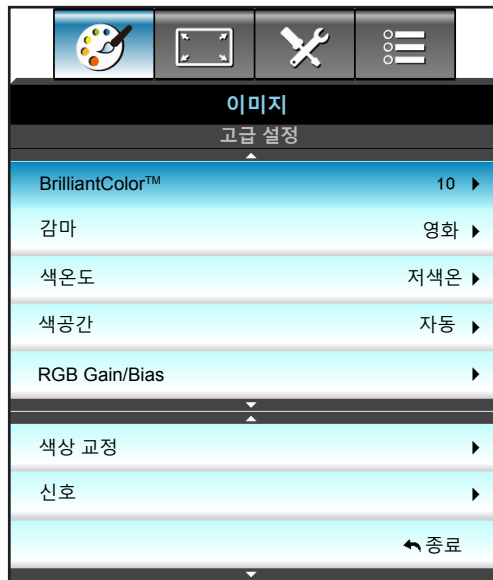 이미지
고급 설정
BrilliantColor™ 10
감마 영화
색온도 저색온
색공간 자동
RGB Gain/Bias
색상 교정
신호
종료